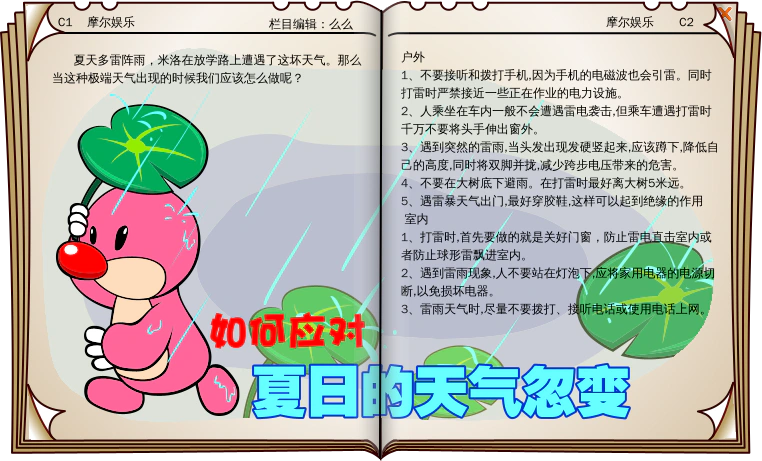 C1 摩尔娱乐
栏目编辑：么么
夏天多雷阵雨，米洛在放学路上遭遇了这坏天气。那么
当这种极端天气出现的时候我们应该怎么做呢？
如何应对
夏日的天气忽变
摩尔娱乐 C2
户外
1、不要接听和拨打手机,因为手机的电磁波也会引雷。同时
打雷时严禁接近一些正在作业的电力设施。
2、人乘坐在车内一般不会遭遇雷电袭击,但乘车遭遇打雷时
千万不要将头手伸出窗外。
3、遇到突然的雷雨,当头发出现发硬竖起来,应该蹲下,降低自
己的高度,同时将双脚并拢,减少跨步电压带来的危害。
4、不要在大树底下避雨。在打雷时最好离大树5米远。
5、遇雷暴天气出门,最好穿胶鞋,这样可以起到绝缘的作用
室内
1、打雷时,首先要做的就是关好门窗，防止雷电直击室内或
者防止球形雷飘进室内。
2、遇到雷雨现象,人不要站在灯泡下,应将家用电器的电源切
断,以免损坏电器。
3、雷雨天气时,尽量不要拨打、接听电话或使用电话上网。